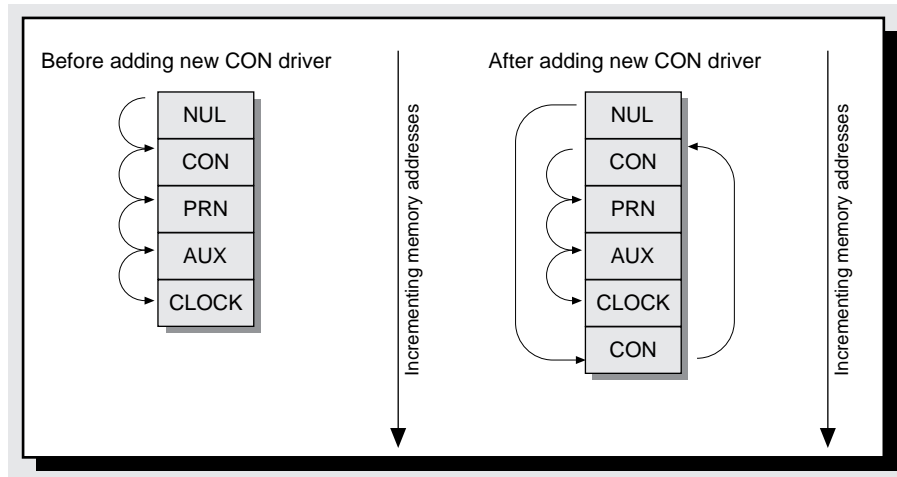 Before adding new CON driver
NUL
CON
PRN
AUX
CLOCK
Incrementing memory addresses
After adding new CON driver
NUL
CON
PRN
AUX
CLOCK
CON
Incrementing memory addresses